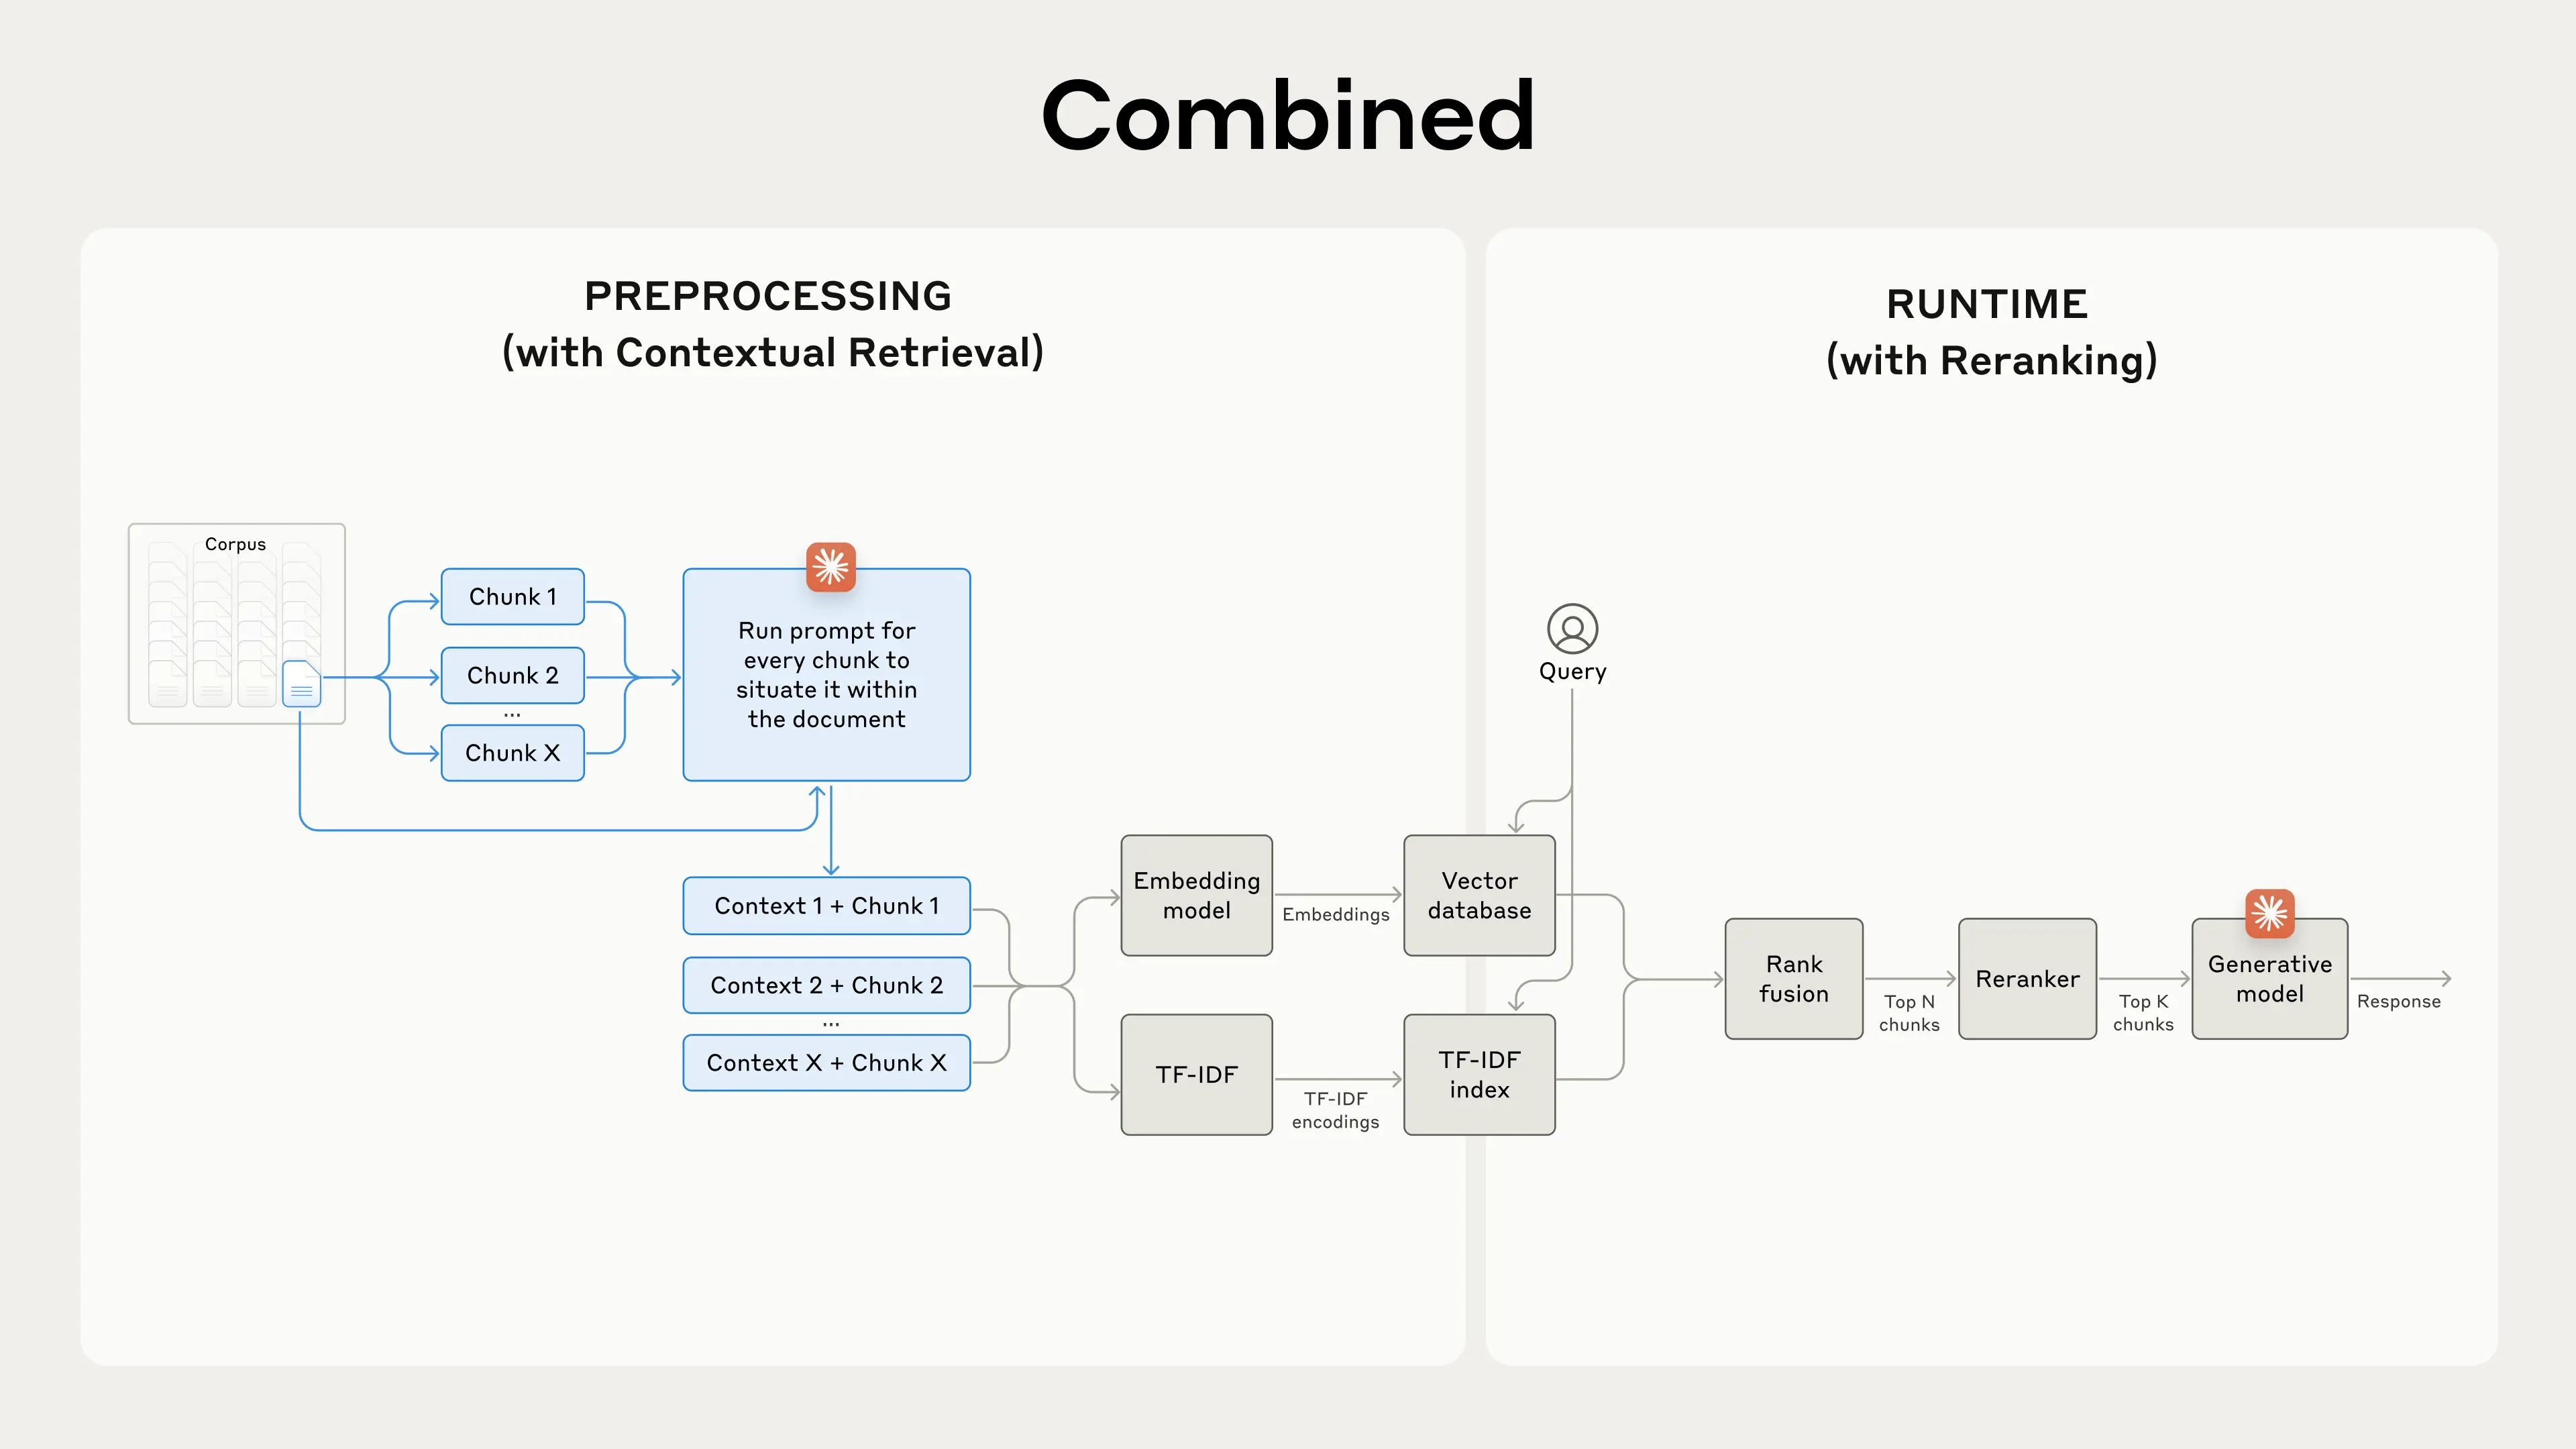 Combined
PREPROCESSING
(with Contextual Retrieval)
Corpus
Chunk 1
Chunk 2
...
Chunk X
Run prompt for
every chunk to
situate it within
the document
Context 1 + Chunk 1
Context 2 + Chunk 2
...
Context X + Chunk X
Embedding
model
Embeddings
TF-IDF
TF-IDF
encodings
Vector
database
TF-IDF
index
RUNTIME
(with Reranking)
Query
Rank
fusion
Top N
chunks
Reranker
Top K
chunks
Generative
model
Response